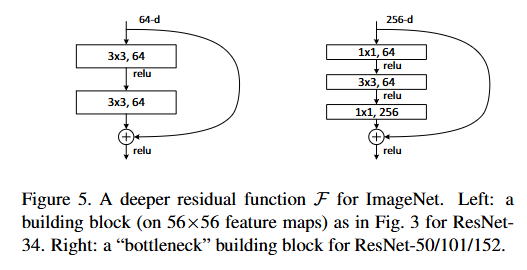 64-d
3x3, 64
relu
3x3, 64
relu
256-d
1x1, 64
relu
3x3, 64
relu
1x1, 256
relu
Figure 5. A deeper residual function F for ImageNet. Left: a
building block (on 56×56 feature maps) as in Fig. 3 for ResNet-
34. Right: a “bottleneck” building block for ResNet-50/101/152.